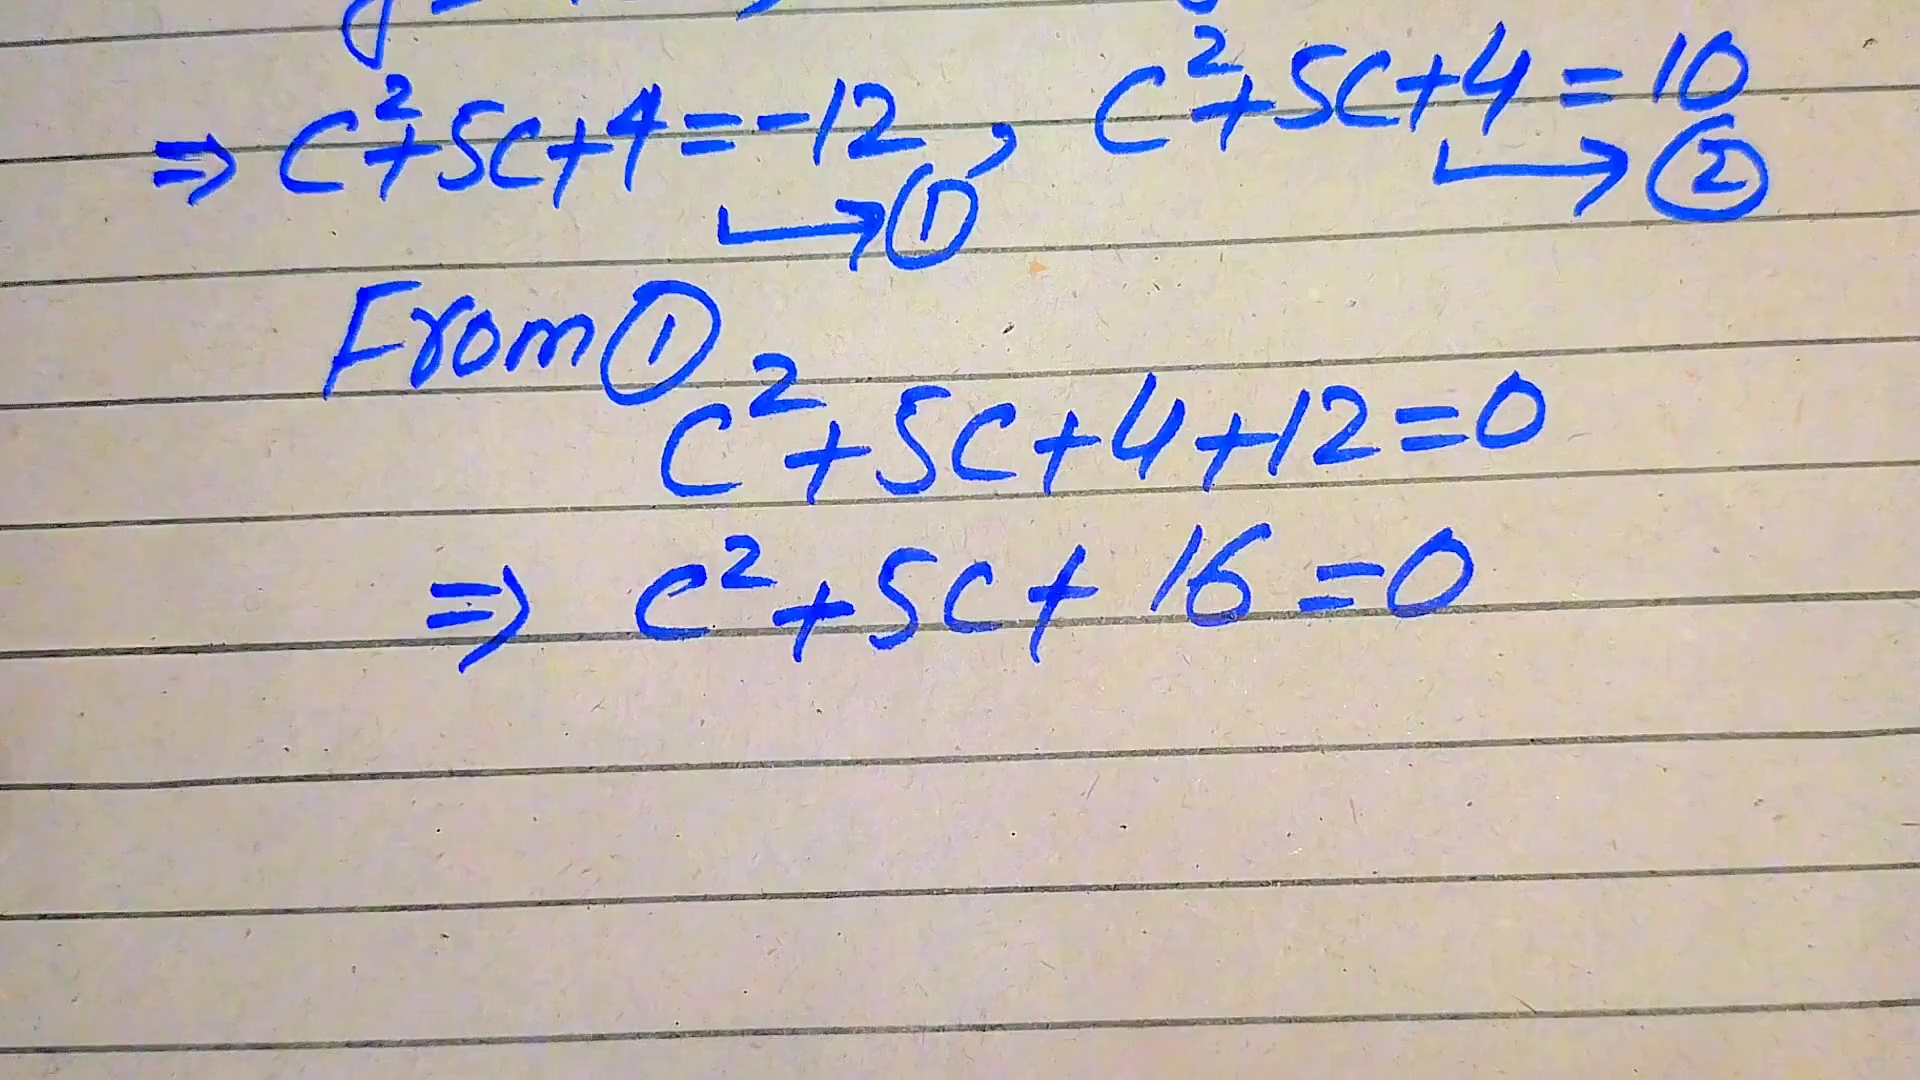 ⇒ c²+5c+4=-12, c²+5c+4=10
↳ ① ↳ ②
From ①
c²+5c+4+12=0
⇒ c²+5c+16=0